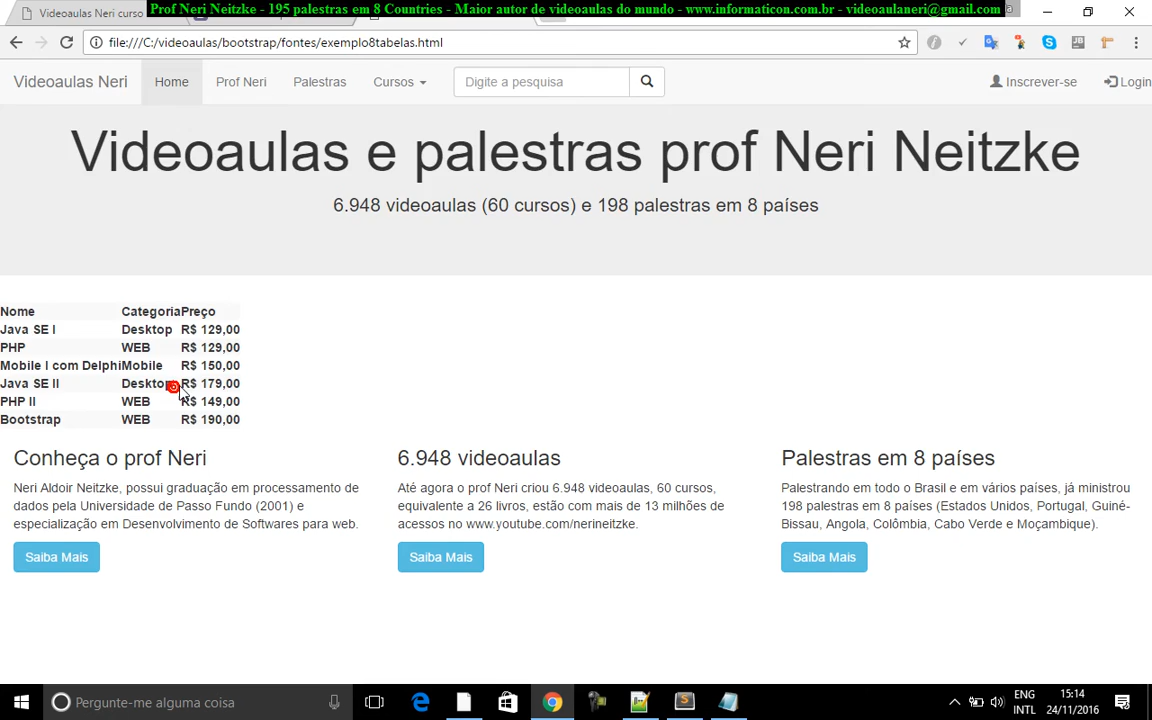 Prof Neri Neitzke - 195 palestras em 8 Countries - Maior autor de videoaulas do mundo - www.informaticon.com.br - videoaulaneri@gmail.com
Videoaulas Neri curso
file:///C:/videoaulas/bootstrap/fontes/exemplo8tabelas.html
Videoaulas Neri Home Prof Neri Palestras Cursos Digite a pesquisa Inscrever-se Login
Videoaulas e palestras prof Neri Neitzke
6.948 videoaulas (60 cursos) e 198 palestras em 8 países
Nome Categoria Preço
Java SE I Desktop R$ 129,00
PHP WEB R$ 129,00
Mobile I com Delphi Mobile R$ 150,00
Java SE II Desktop R$ 179,00
PHP II WEB R$ 149,00
Bootstrap WEB R$ 190,00
Conheça o prof Neri
Neri Aldoir Neitzke, possui graduação em processamento de
dados pela Universidade de Passo Fundo (2001) e
especialização em Desenvolvimento de Softwares para web.
Saiba Mais
6.948 videoaulas
Até agora o prof Neri criou 6.948 videoaulas, 60 cursos,
equivalente a 26 livros, estão com mais de 13 milhões de
acessos no www.youtube.com/nerineitzke.
Saiba Mais
Palestras em 8 países
Palestrando em todo o Brasil e em vários países, já ministrou
198 palestras em 8 países (Estados Unidos, Portugal, Guiné-
Bissau, Angola, Colômbia, Cabo Verde e Moçambique).
Saiba Mais
Pergunte-me alguma coisa
ENG
INTL
15:14
24/11/2016